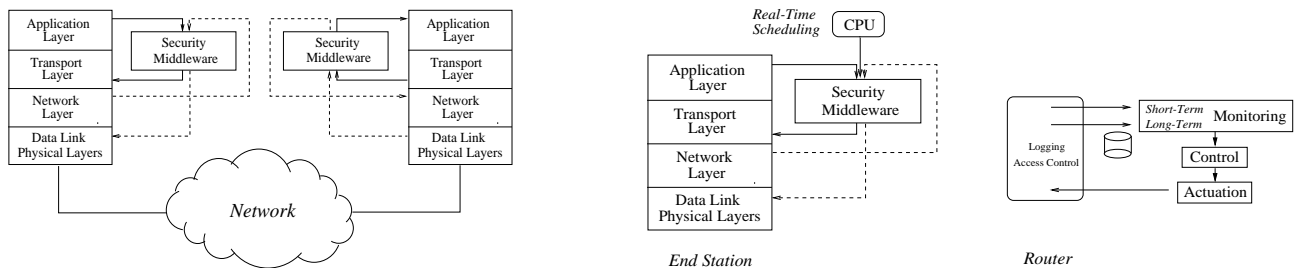 Application
Layer
Transport
Layer
Network
Layer
Data Link
Physical Layers
Security
Middleware
Security
Middleware
Application
Layer
Transport
Layer
Network
Layer
Data Link
Physical Layers
Network
Real-Time
Scheduling
CPU
Application
Layer
Transport
Layer
Network
Layer
Data Link
Physical Layers
Security
Middleware
End Station
Logging
Access Control
Short-Term
Long-Term
Monitoring
Control
Actuation
Router